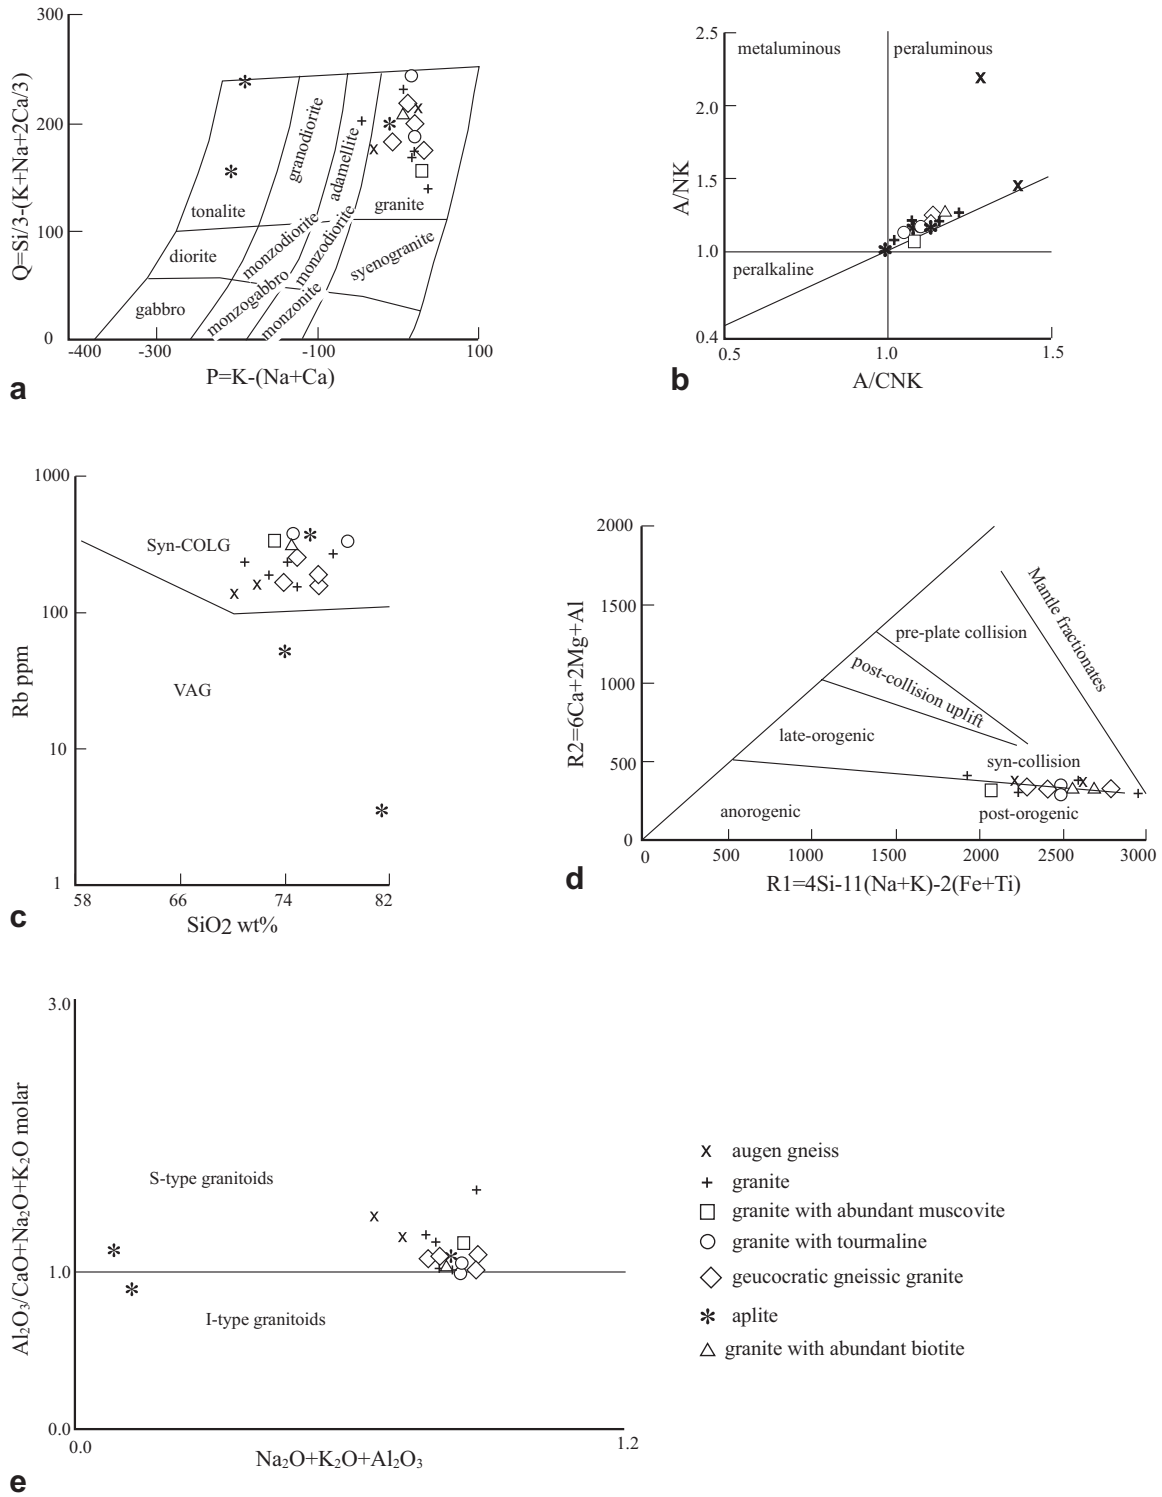 300
200
100
0
Q=Si/3-(K+Na+2Ca/3)
granodiorite
adamellite
tonalite
granite
diorite
monzodiorite
monzodiorite
syenogranite
gabbro
monzogabbro
monzonite
-400
-300
-100
100
P=K-(Na+Ca)
a
2.5
2.0
1.5
1.0
0.4
A/NK
metaluminous
peraluminous
peralkaline
0.5
1.0
1.5
A/CNK
b
1000
100
10
1
Rb ppm
Syn-COLG
VAG
58
66
74
82
SiO2 wt%
c
2000
1500
1000
500
0
R2=6Ca+2Mg+Al
Mantle fractionates
pre-plate collision
post-collision uplift
late-orogenic
syn-collision
anorogenic
post-orogenic
0
500
1000
1500
2000
2500
3000
R1=4Si-11(Na+K)-2(Fe+Ti)
d
3.0
1.0
0.0
Al₂O₃/CaO+Na₂O+K₂O molar
S-type granitoids
I-type granitoids
0.0
1.2
Na₂O+K₂O+Al₂O₃
e
augen gneiss
granite
granite with abundant muscovite
granite with tourmaline
geucocratic gneissic granite
aplite
granite with abundant biotite